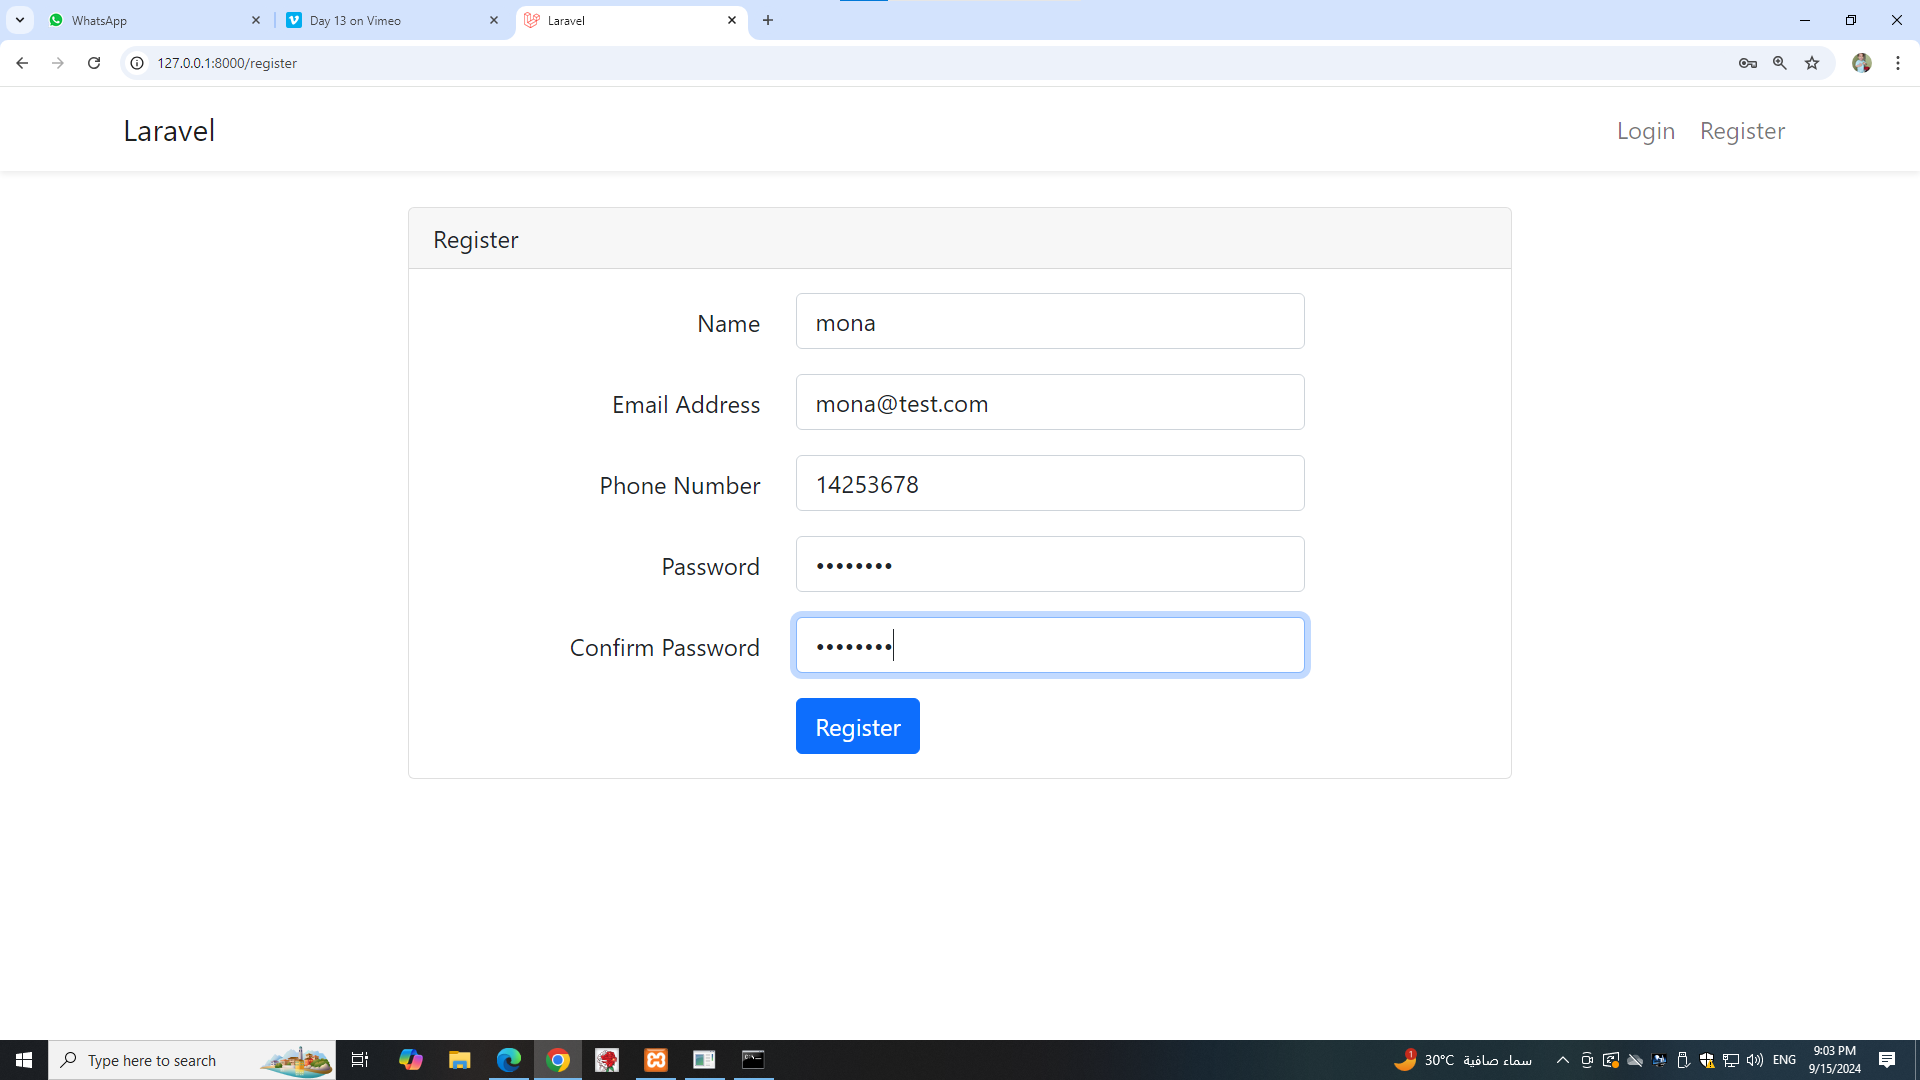 WhatsApp
Day 13 on Vimeo
Laravel
127.0.0.1:8000/register
Laravel
Login
Register
Register
Name
mona
Email Address
mona@test.com
Phone Number
14253678
Password
••••••••
Confirm Password
••••••••
Register
Type here to search
1
30°C
سماء صافية
ENG
9:03 PM
9/15/2024